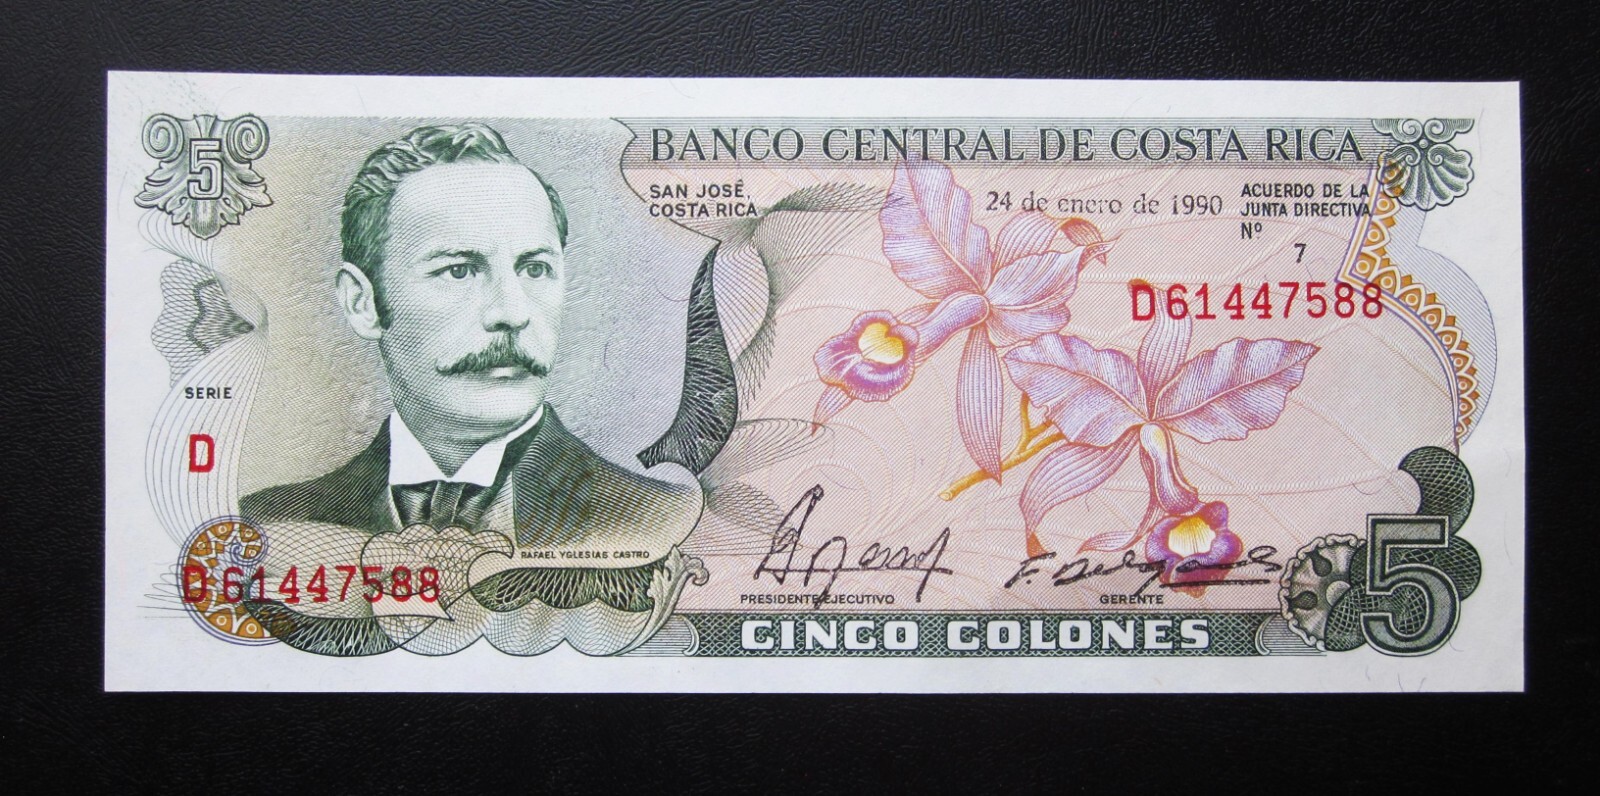 5
BANCO CENTRAL DE COSTA RICA
SAN JOSÉ,
COSTA RICA
24 de enero de 1990
ACUERDO DE LA
JUNTA DIRECTIVA
Nº
7
D61447588
SERIE
D
RAFAEL YGLESIAS CASTRO
D61447588
PRESIDENTE EJECUTIVO
GERENTE
CINCO COLONES
5